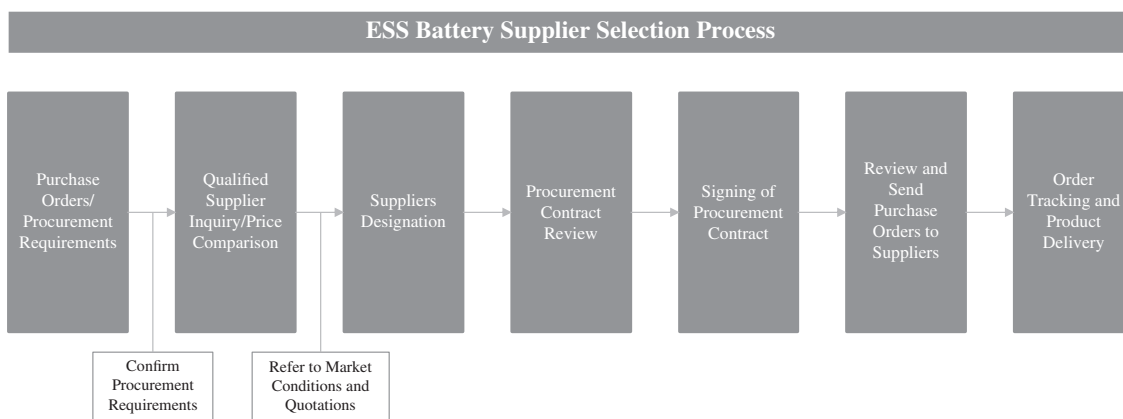 ESS Battery Supplier Selection Process
Purchase
Orders/
Procurement
Requirements
Qualified
Supplier
Inquiry/Price
Comparison
Suppliers
Designation
Procurement
Contract
Review
Signing of
Procurement
Contract
Review and
Send
Purchase
Orders to
Suppliers
Order
Tracking and
Product
Delivery
Confirm
Procurement
Requirements
Refer to Market
Conditions and
Quotations